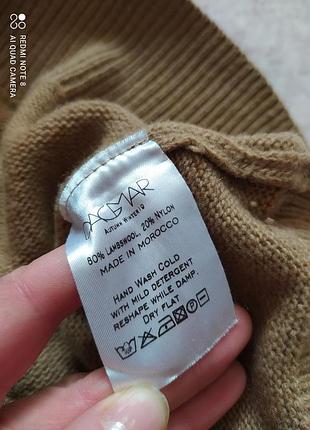 REDMI NOTE 8
AI QUAD CAMERA
DAGMAR
AUTUMN WINTER 10
80% LAMBSWOOL, 20% NYLON
MADE IN MOROCCO
HAND WASH COLD
WITH MILD DETERGENT
RESHAPE WHILE DAMP.
DRY FLAT